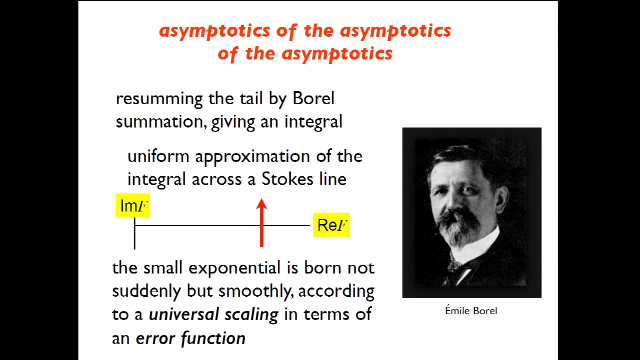 asymptotics of the asymptotics
of the asymptotics
resumming the tail by Borel
summation, giving an integral
uniform approximation of the
integral across a Stokes line
ImF
ReF
the small exponential is born not
suddenly but smoothly, according
to a universal scaling in terms of
an error function
Émile Borel